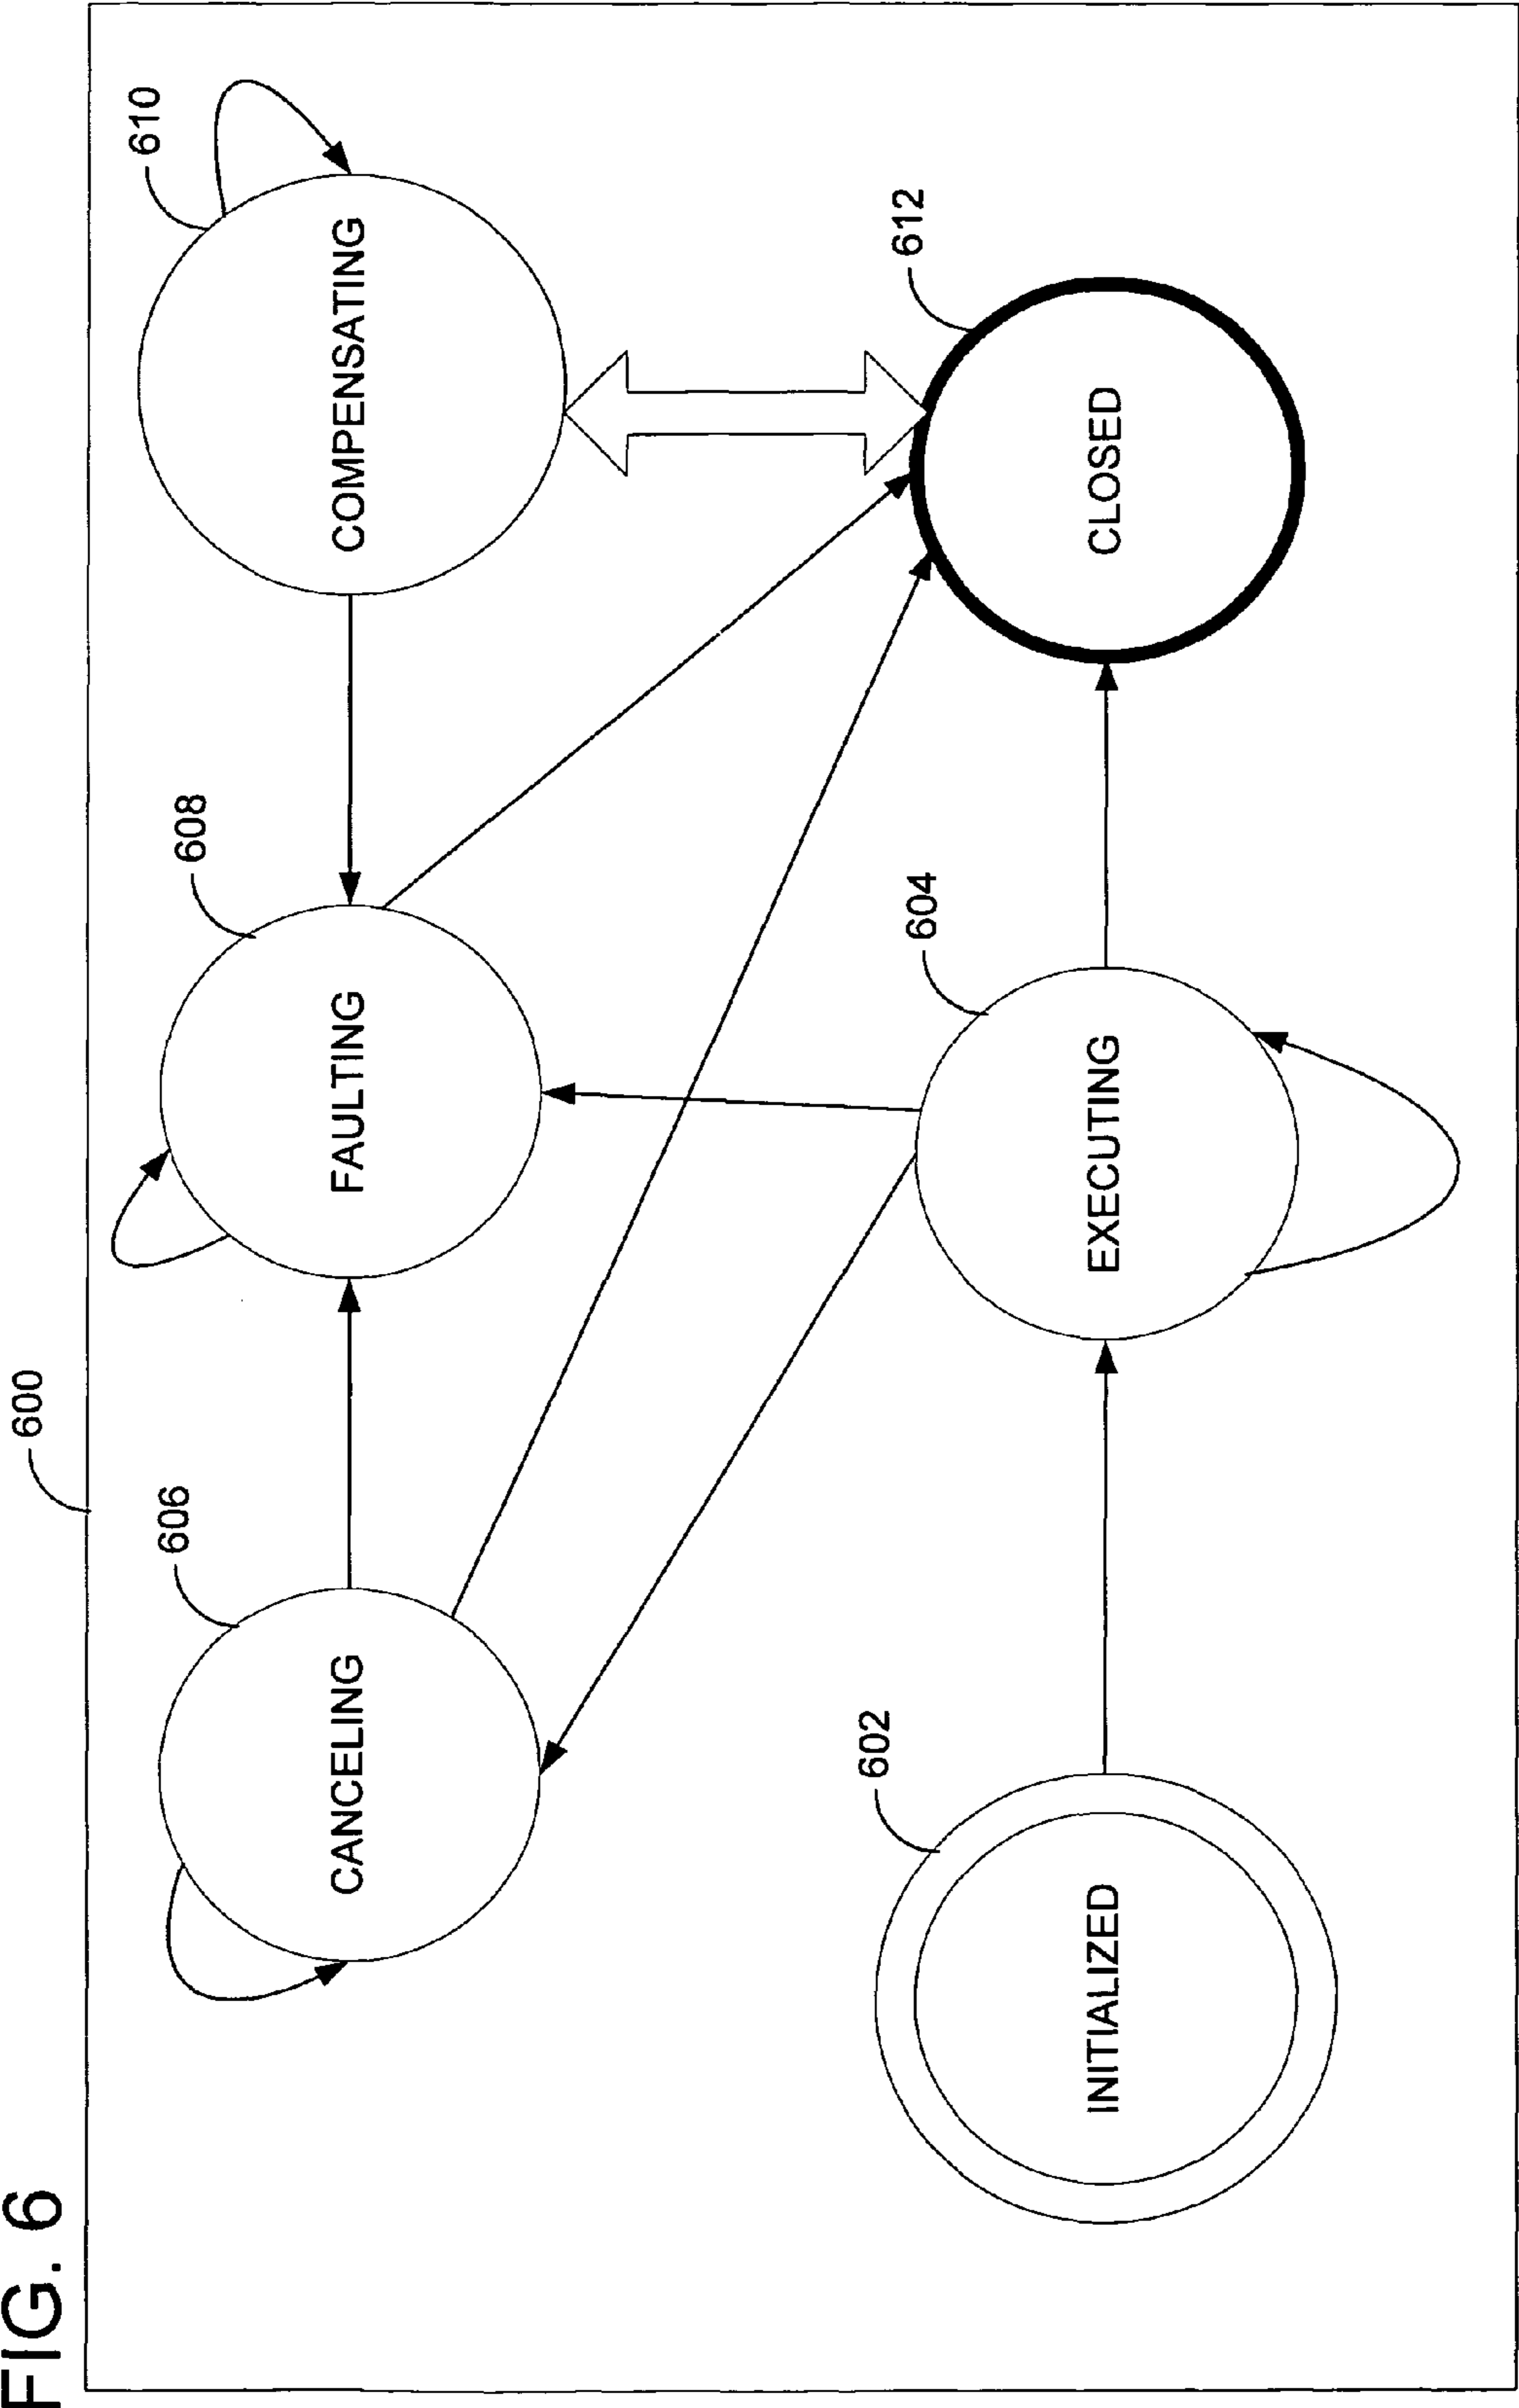 FIG. 6
600
606
608
610
CANCELING
FAULTING
COMPENSATING
602
604
612
INITIALIZED
EXECUTING
CLOSED